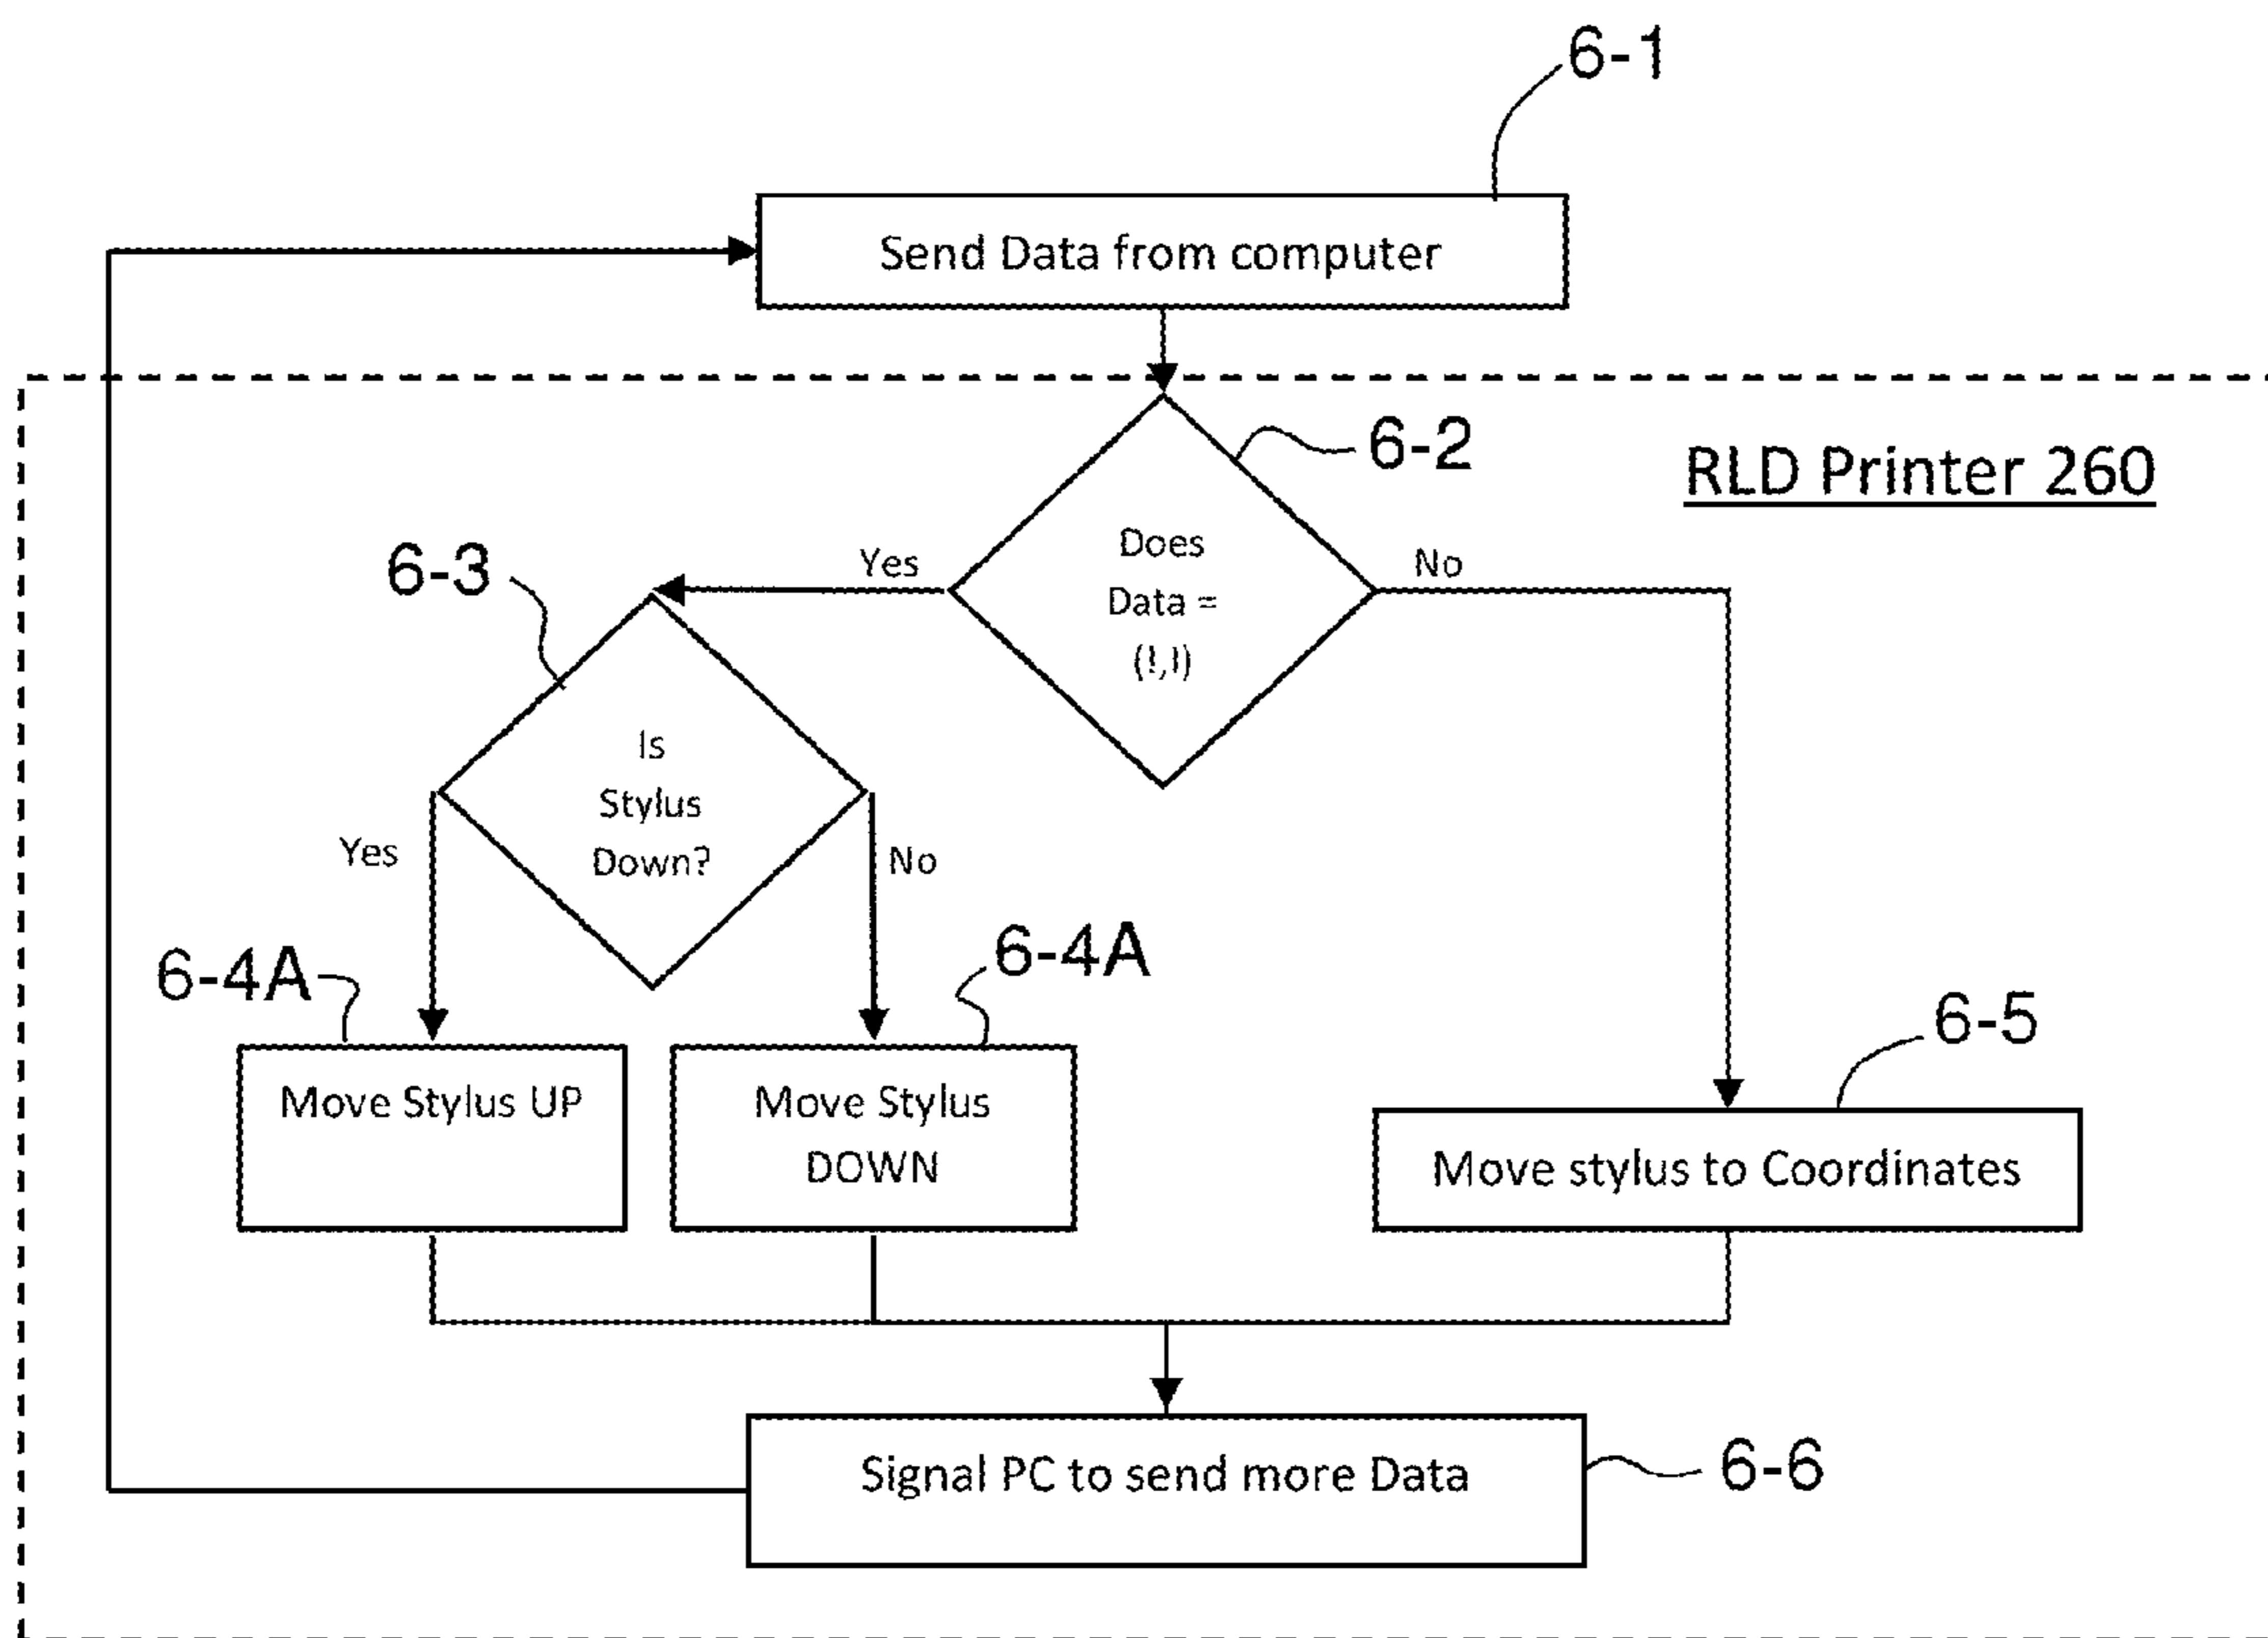 6-1
Send Data from computer
6-2
RLD Printer 260
6-3
Yes
Does
Data =
(!,!)
No
Is
Stylus
Down?
Yes
No
6-4A
6-4A
6-5
Move Stylus UP
Move Stylus
DOWN
Move stylus to Coordinates
Signal PC to send more Data
6-6